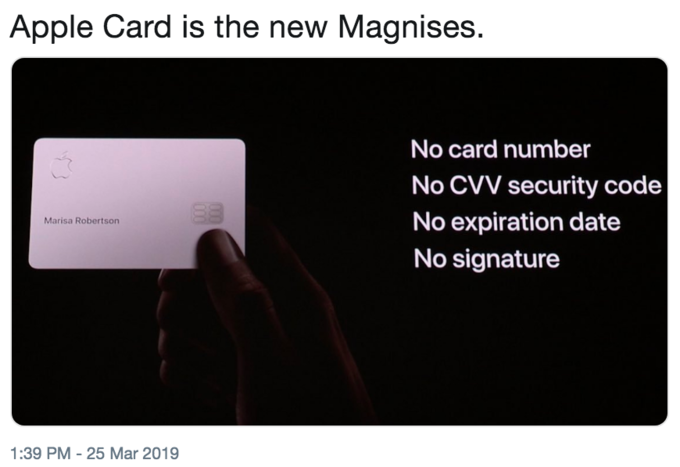 Apple Card is the new Magnises.
No card number
No CVV security code
No expiration date
No signature
Marisa Robertson
1:39 PM - 25 Mar 2019